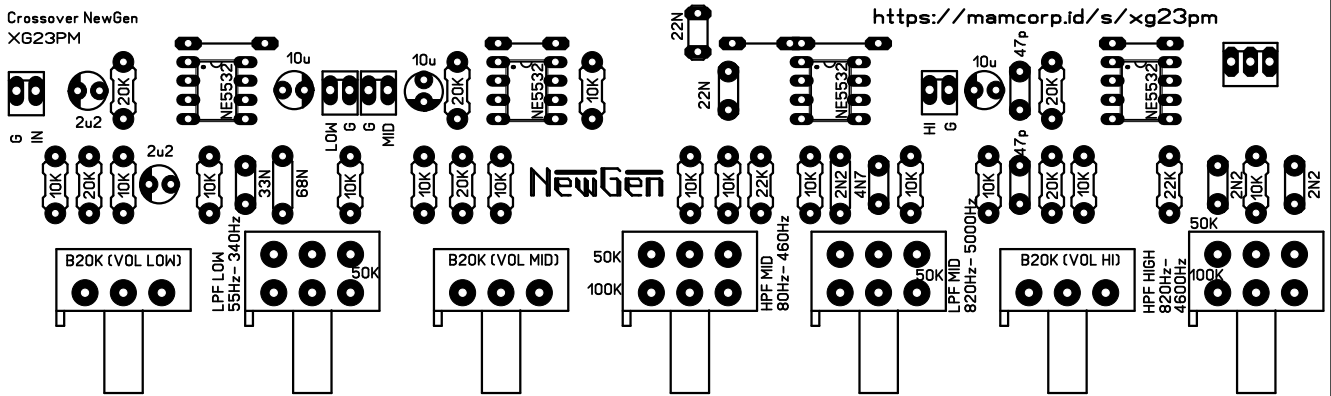 Crossover NewGen
XG23PM
https://mamcorp.id/s/xg23pm
22N
22N
47p
10u
10u
10u
20K
NE5532
20K
NE5532
10K
NE5532
20K
NE5532
2u2
G
IN
LOW
G
G
MID
HI
G
47p
2u2
10K
20K
10K
10K
33N
68N
10K
10K
20K
10K
NewGen
10K
10K
22K
10K
2N2
4N7
10K
10K
20K
10K
22K
2N2
10K
2N2
B20K (VOL LOW)
LPF LOW
55Hz- 340Hz
50K
B20K (VOL MID)
50K
100K
HPF MID
80Hz- 460Hz
50K
LPF MID
820Hz- 5000Hz
B20K (VOL HI)
HPF HIGH
820Hz-
4600Hz
50K
100K